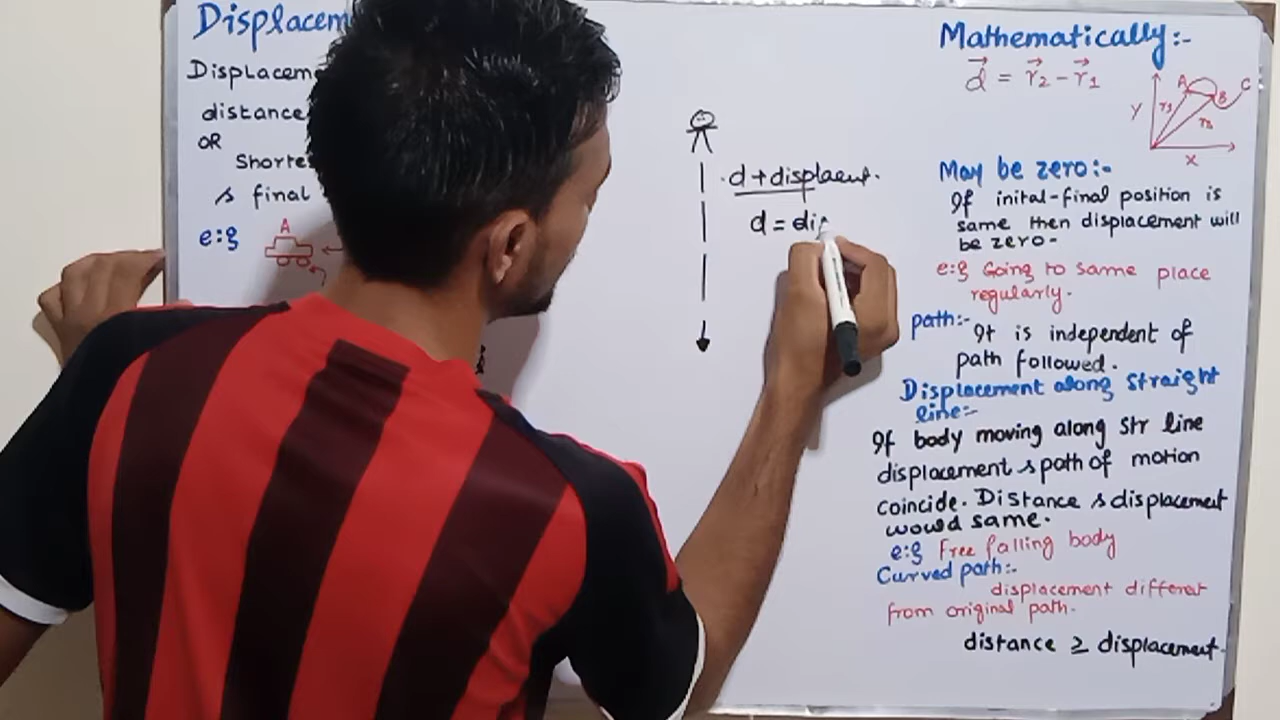 Displacem
Displacem
distance
OR
Shorte
& final
e:g
A
d + displaent.
d = dis
Mathematically:-
d = r2 - r1
A
B
C
Y
r1
r2
X
May be zero:-
If inital-final position is
same then displacement will
be zero-
e:g Going to same place
regularly.
path:- It is independent of
path followed.
Displacement along straight
line:-
If body moving along str line
displacement & path of motion
coincide. Distance & displacement
would same.
e:g Free falling body
Curved path:-
displacement different
from original path.
distance ≥ displacement.